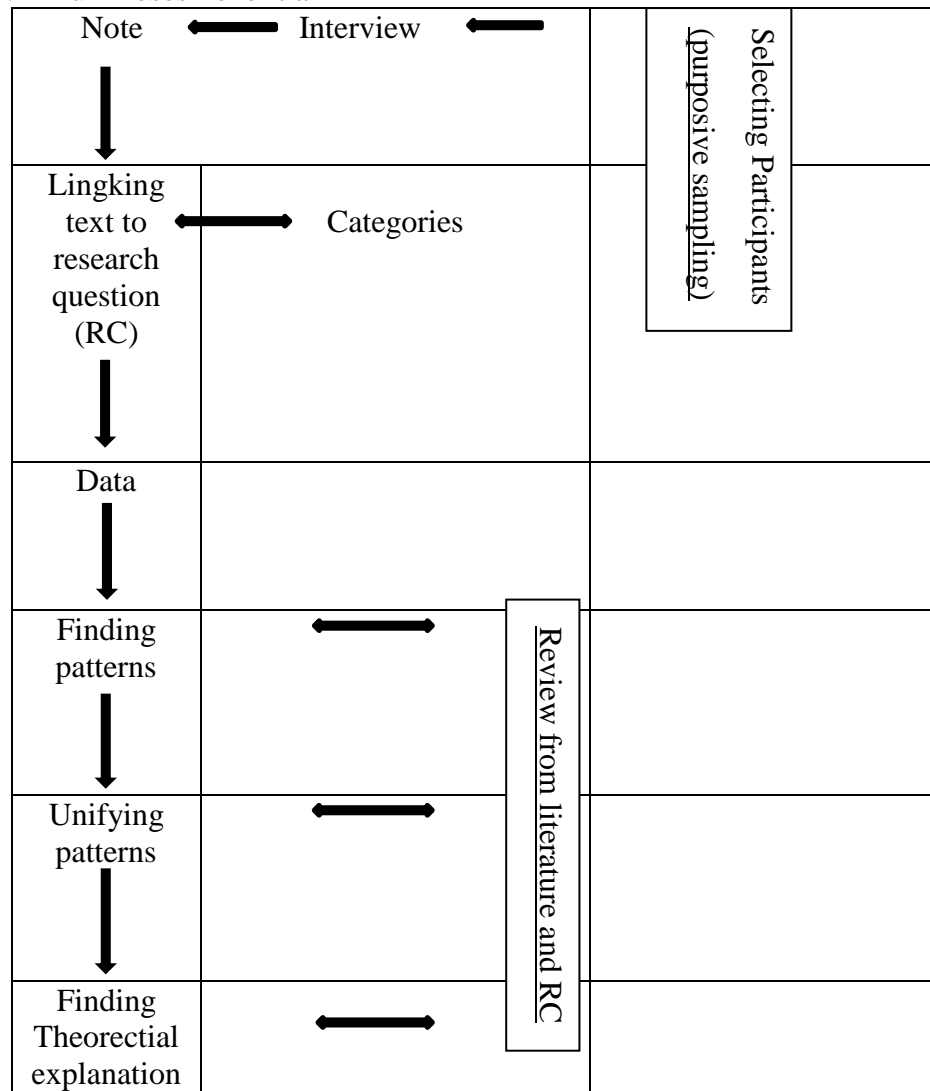 Note
Interview
Selecting Participants
(purposive sampling)
Lingking
text to
research
question
(RC)
Categories
Data
Finding
patterns
Review from literature and RC
Unifying
patterns
Finding
Theorectial
explanation